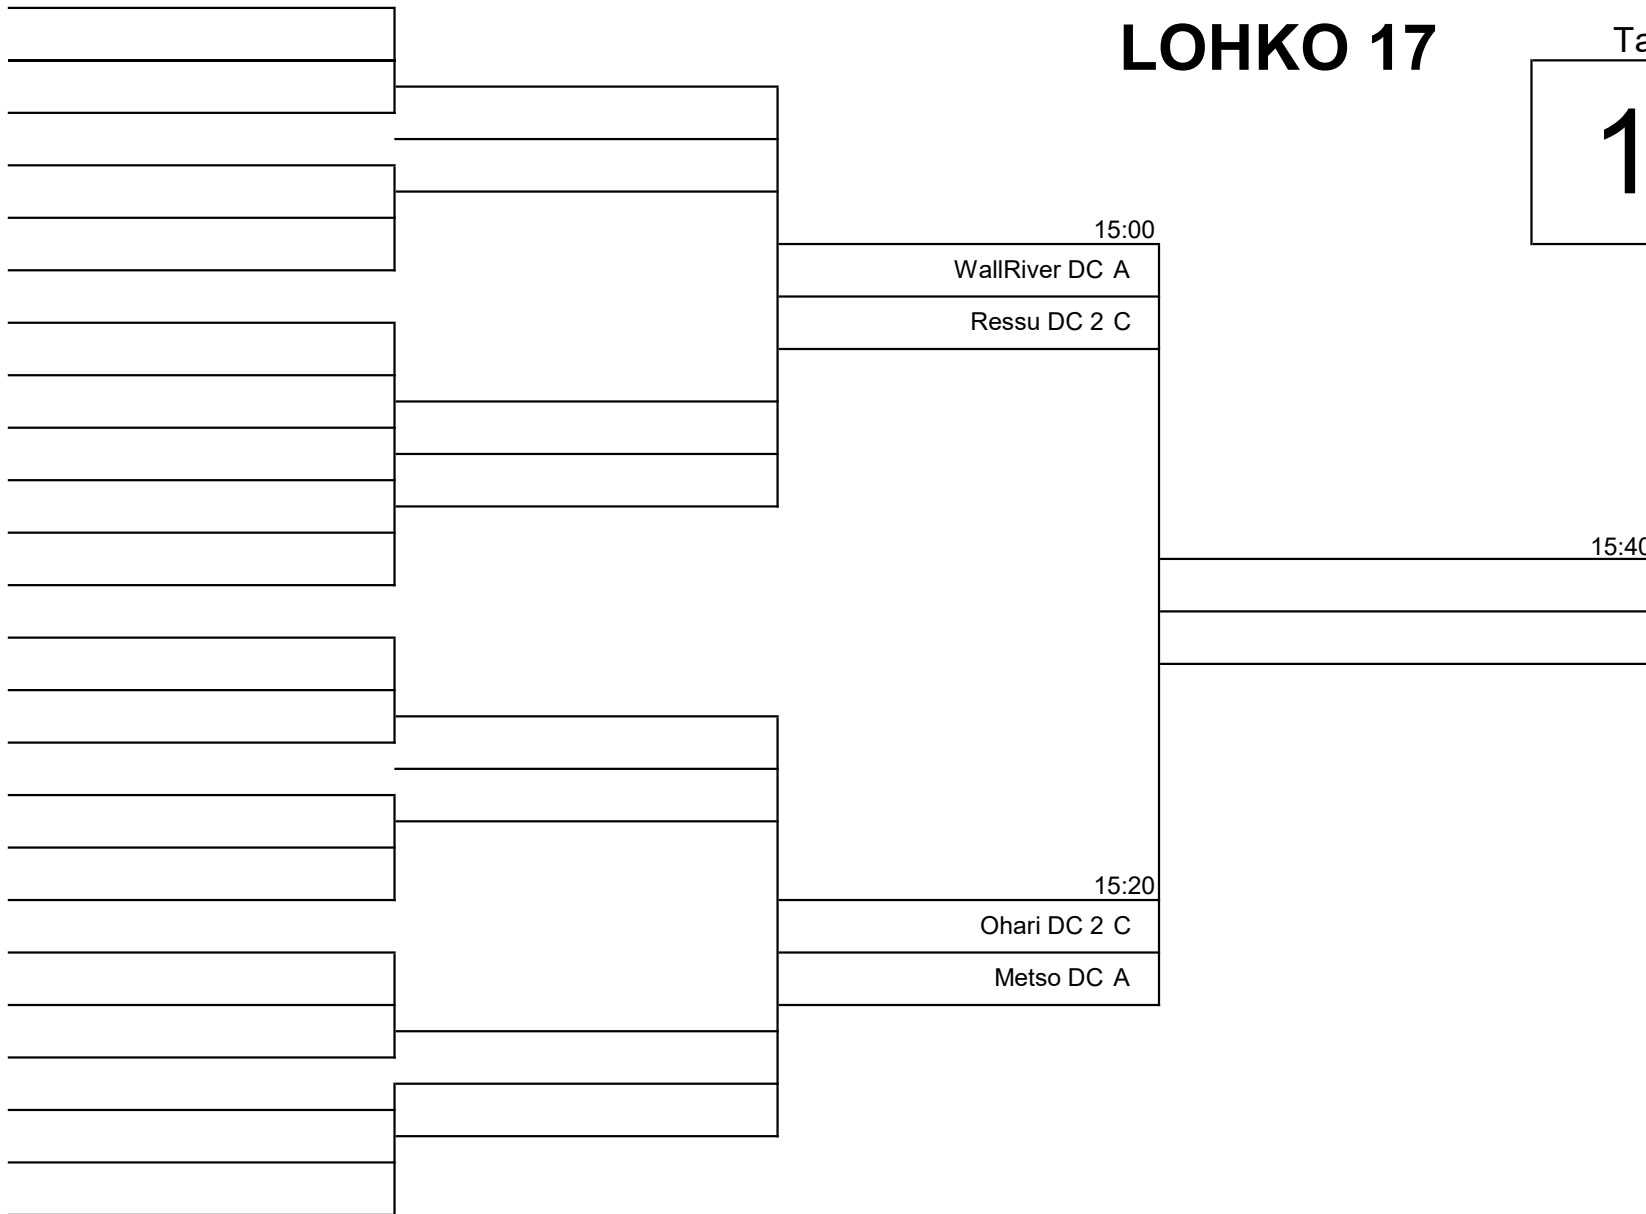 LOHKO 17
1
15:00
WallRiver DC A
Ressu DC 2 C
15:40
15:20
Ohari DC 2 C
Metso DC A